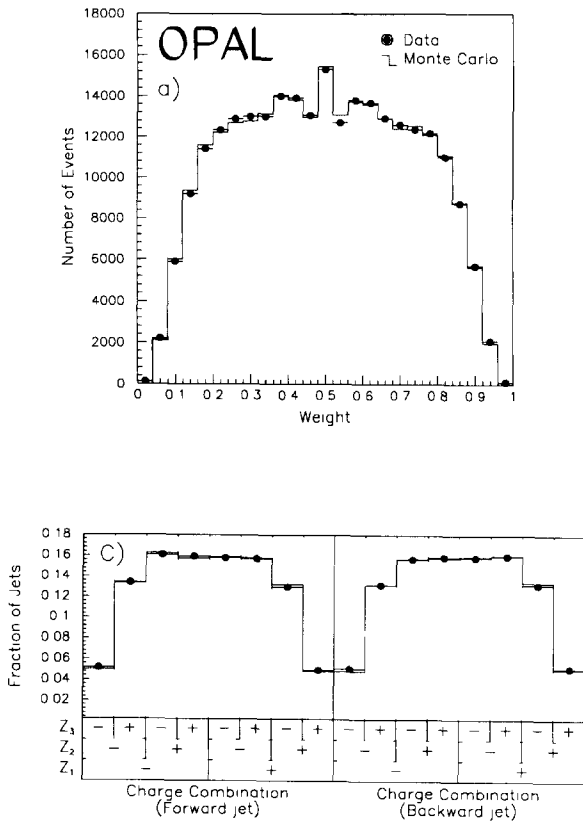 OPAL
a)
Data
Monte Carlo
Number of Events
18000
16000
14000
12000
10000
8000
6000
4000
2000
0
0 0 1 0 2 0 3 0 4 0 5 0 6 0 7 0 8 0 9 1
Weight
C)
Fraction of Jets
0 18
0 16
0 14
0 12
0 1
0 08
0 06
0 04
0 02
Z₃ − + − + − + − + − + − + − + − +
Z₂ − + − + − + − +
Z₁ − + − +
Charge Combination Charge Combination
(Forward jet) (Backward jet)